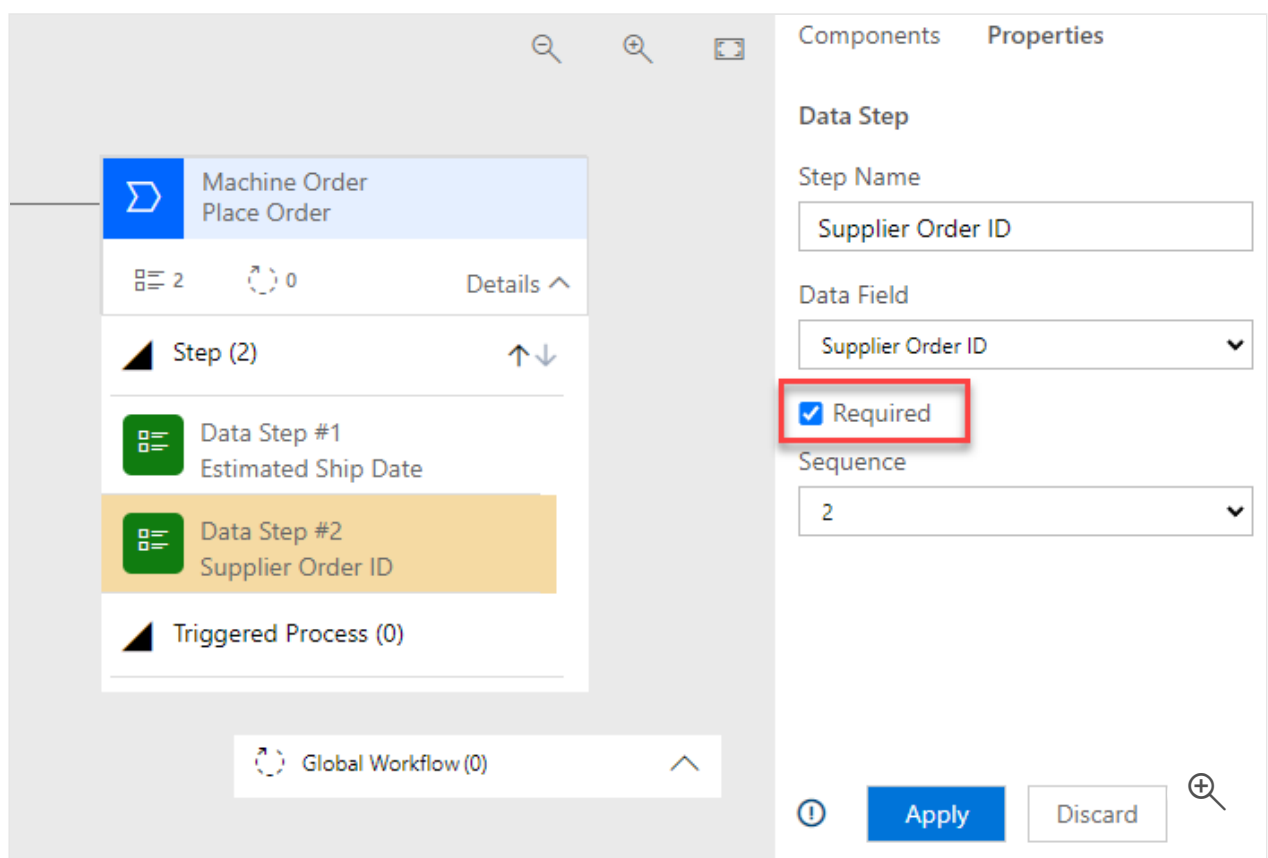 Components Properties
Data Step
Step Name
Supplier Order ID
Data Field
Supplier Order ID
Required
Sequence
2
Apply Discard
Machine Order
Place Order
2 0 Details
Step (2)
Data Step #1
Estimated Ship Date
Data Step #2
Supplier Order ID
Triggered Process (0)
Global Workflow (0)